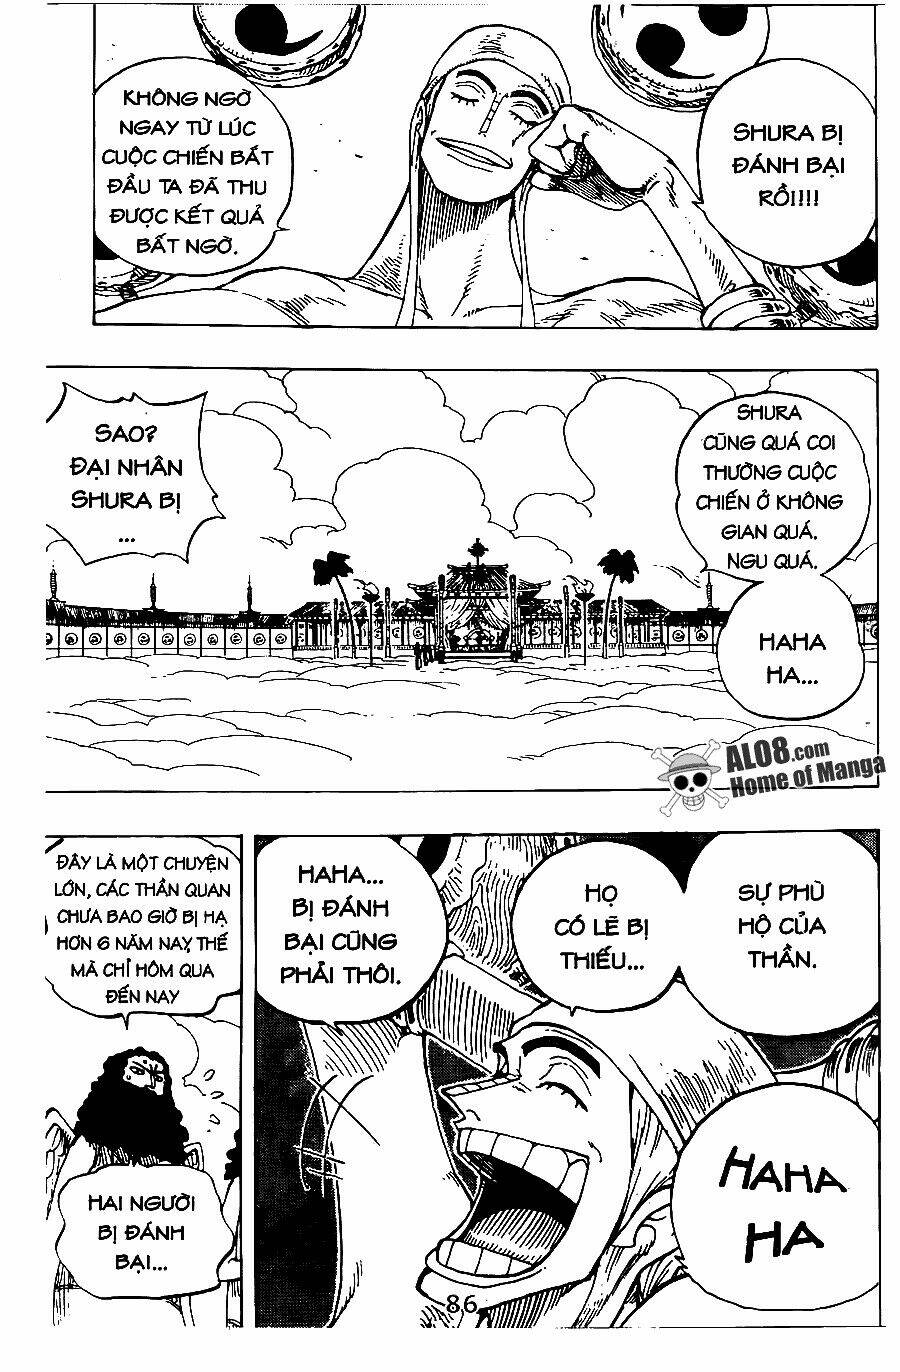 SHURA BỊ
ĐÁNH BẠI
RỒI!!!!
KHÔNG NGỜ
NGAY TỪ LÚC
CUỘC CHIẾN BẮT
ĐẦU TA ĐÃ THU
ĐƯỢC KẾT QUẢ
BẤT NGỜ.
SHURA
CŨNG QUÁ COI
THƯỜNG CUỘC
CHIẾN Ở KHÔNG
GIAN QUÁ.
NGU QUÁ.
HAHA
HA...
SAO?
ĐẠI NHÂN
SHURA BỊ
...
AL08.com
Home of Manga
SỰ PHÙ
HỘ CỦA
THẦN.
HỌ
CÓ LẼ BỊ
THIẾU...
HAHA...
BỊ ĐÁNH
BẠI CŨNG
PHẢI THÔI.
HAHA
HA
ĐÂY LÀ MỘT CHUYỆN
LỚN, CÁC THẦN QUAN
CHƯA BAO GIỜ BỊ HẠ
HƠN 6 NĂM NAY, THẾ
MÀ CHỈ HÔM QUA
ĐẾN NAY
HAI NGƯỜI
BỊ ĐÁNH
BẠI...
86